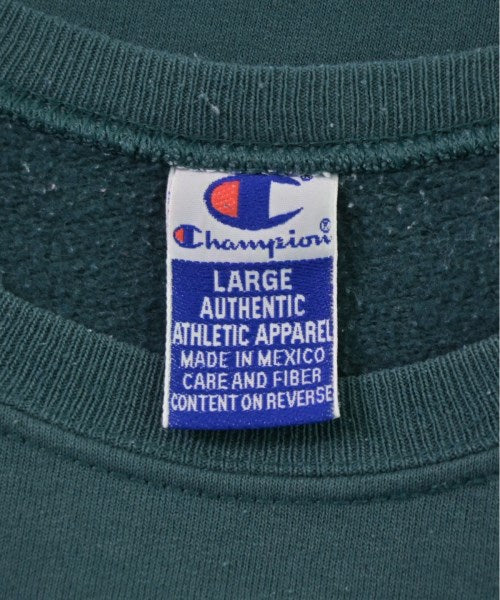 Champion
LARGE
AUTHENTIC
ATHLETIC APPAREL
MADE IN MEXICO
CARE AND FIBER
CONTENT ON REVERSE